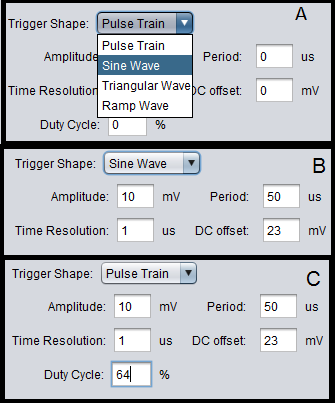 Trigger Shape: Pulse Train A
Pulse Train
Amplitude Period: 0 us
Sine Wave
Triangular Wave
Time Resolution DC offset: 0 mV
Ramp Wave
Duty Cycle: 0 %
Trigger Shape: Sine Wave B
Amplitude: 10 mV Period: 50 us
Time Resolution: 1 us DC offset: 23 mV
Trigger Shape: Pulse Train C
Amplitude: 10 mV Period: 50 us
Time Resolution: 1 us DC offset: 23 mV
Duty Cycle: 64 %